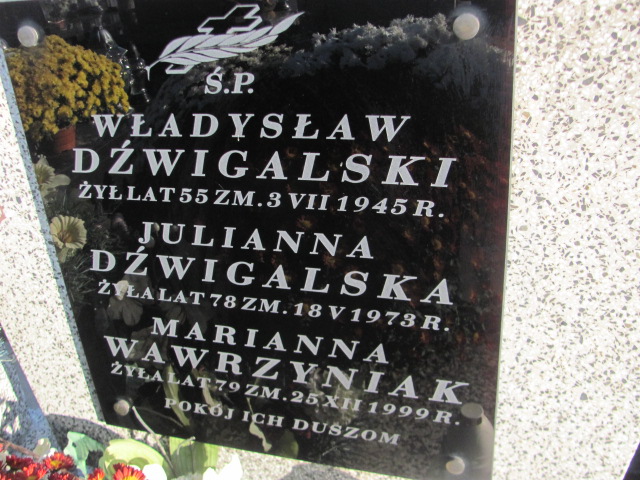 Ś.P.
WŁADYSŁAW
DŹWIGALSKI
ŻYŁ LAT 55 ZM. 3 VII 1945 R.
JULIANNA
DŹWIGALSKA
ŻYŁA LAT 78 ZM. 18 V 1973 R.
MARIANNA
WAWRZYNIAK
ŻYŁA LAT 79 ZM. 25 XII 1999 R.
POKÓJ ICH DUSZOM